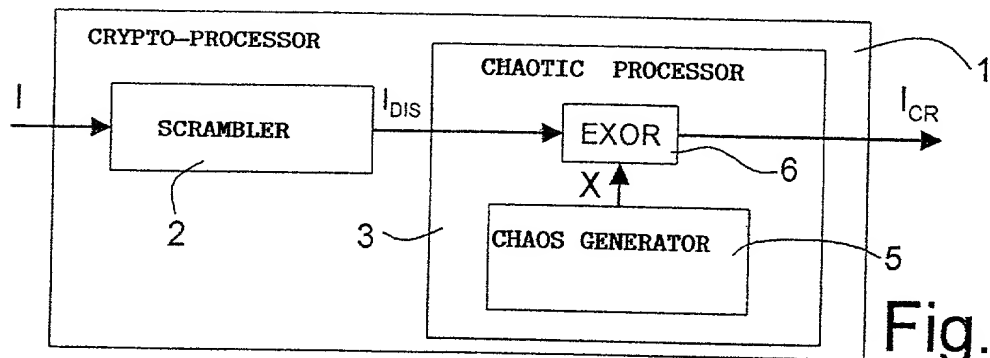 CRYPTO-PROCESSOR
CHAOTIC PROCESSOR
1
I
SCRAMBLER
I_DIS
EXOR
I_CR
2
X
6
3
CHAOS GENERATOR
5
Fig.